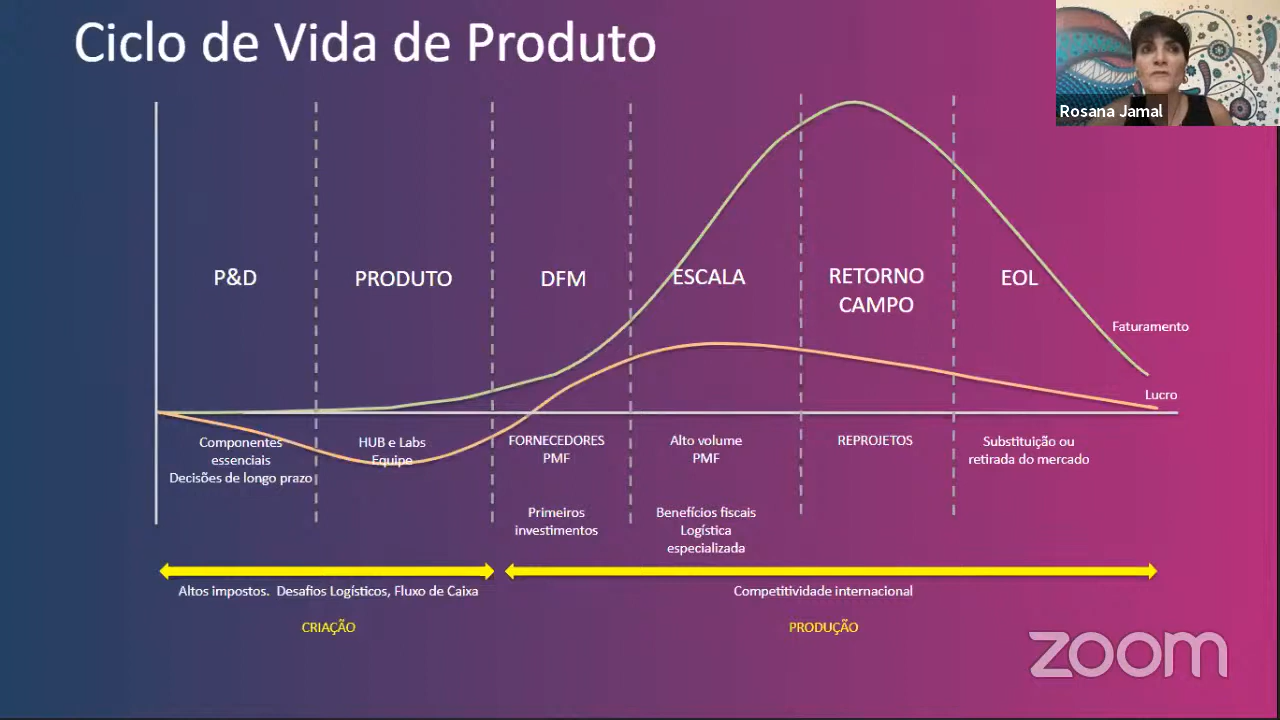 Ciclo de Vida de Produto
Rosana Jamal
P&D
PRODUTO
DFM
ESCALA
RETORNO
CAMPO
EOL
Faturamento
Lucro
Componentes
essenciais
Decisões de longo prazo
HUB e Labs
Equipe
FORNECEDORES
PMF
Primeiros
investimentos
Alto volume
PMF
Benefícios fiscais
Logística
especializada
REPROJETOS
Substituição ou
retirada do mercado
Altos impostos. Desafios Logísticos, Fluxo de Caixa
Competitividade internacional
CRIAÇÃO
PRODUÇÃO
zoom